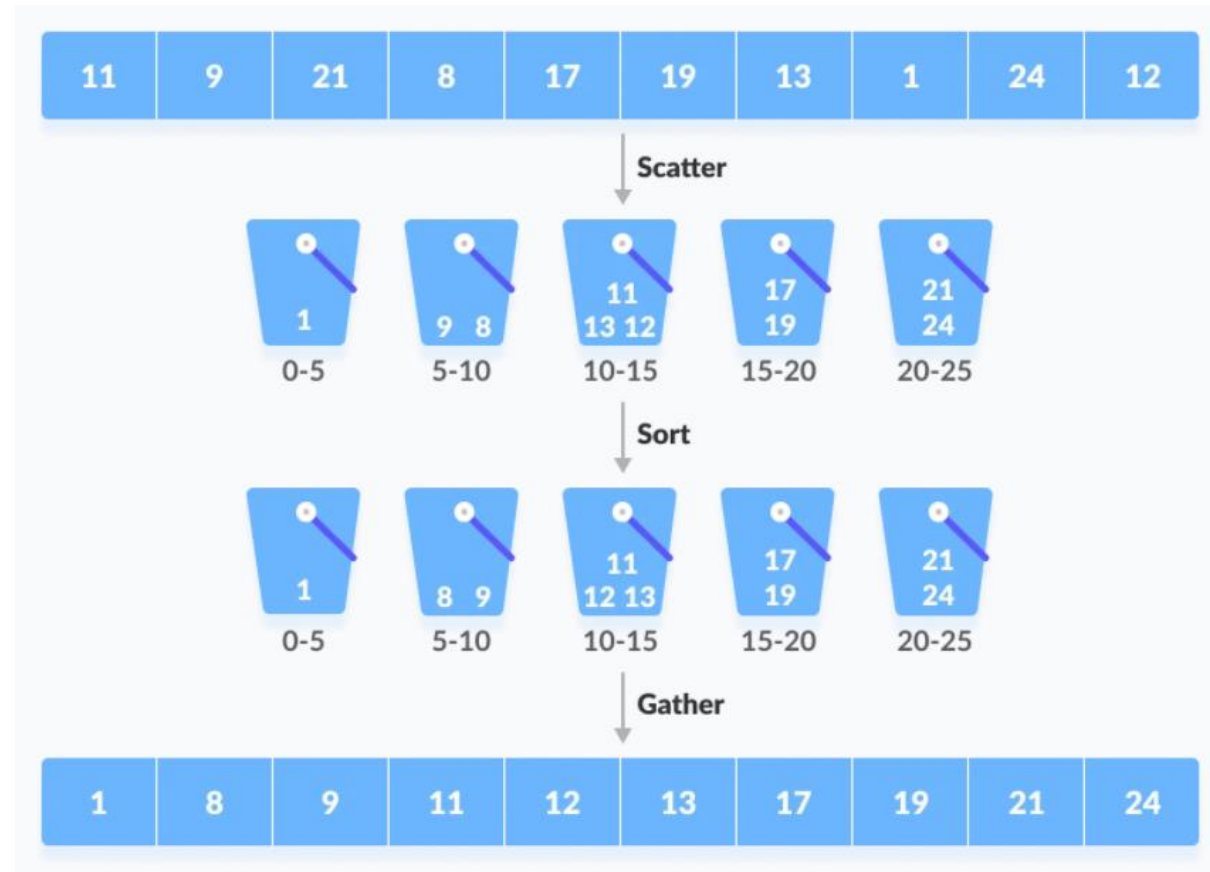 11 9 21 8 17 19 13 1 24 12
Scatter
11 17 21
1 9 8 13 12 19 24
0-5 5-10 10-15 15-20 20-25
Sort
11 17 21
1 8 9 12 13 19 24
0-5 5-10 10-15 15-20 20-25
Gather
1 8 9 11 12 13 17 19 21 24